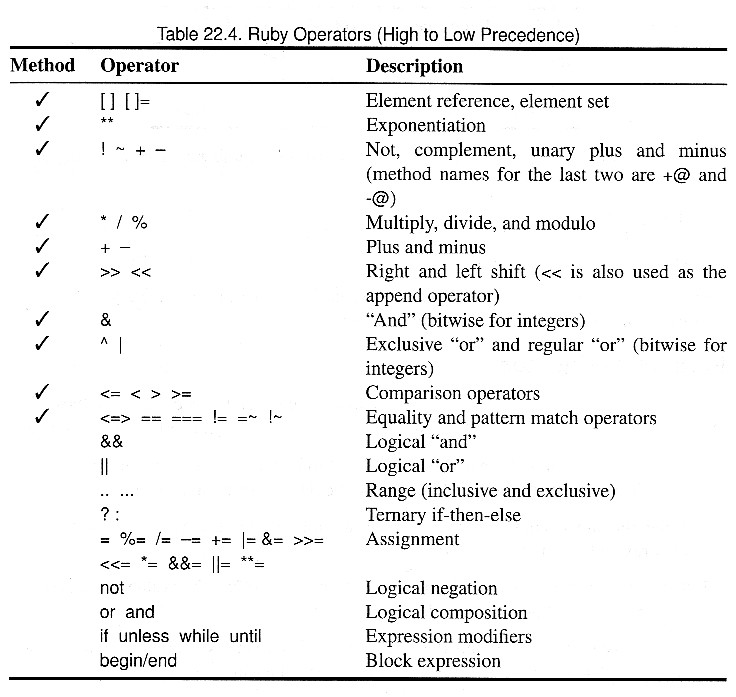 Table 22.4. Ruby Operators (High to Low Precedence)
Method Operator Description
✓ [ ] [ ]= Element reference, element set
✓ ** Exponentiation
✓ ! ~ + − Not, complement, unary plus and minus
(method names for the last two are +@ and
-@)
✓ * / % Multiply, divide, and modulo
✓ + − Plus and minus
✓ >> << Right and left shift (<< is also used as the
append operator)
✓ & “And” (bitwise for integers)
✓ ^ | Exclusive “or” and regular “or” (bitwise for
integers)
✓ <= < > >= Comparison operators
✓ <=> == === != =~ !~ Equality and pattern match operators
&& Logical “and”
|| Logical “or”
.. ... Range (inclusive and exclusive)
? : Ternary if-then-else
= %= /= −= += |= &= >>= Assignment
<<= *= &&= ||= **=
not Logical negation
or and Logical composition
if unless while until Expression modifiers
begin/end Block expression